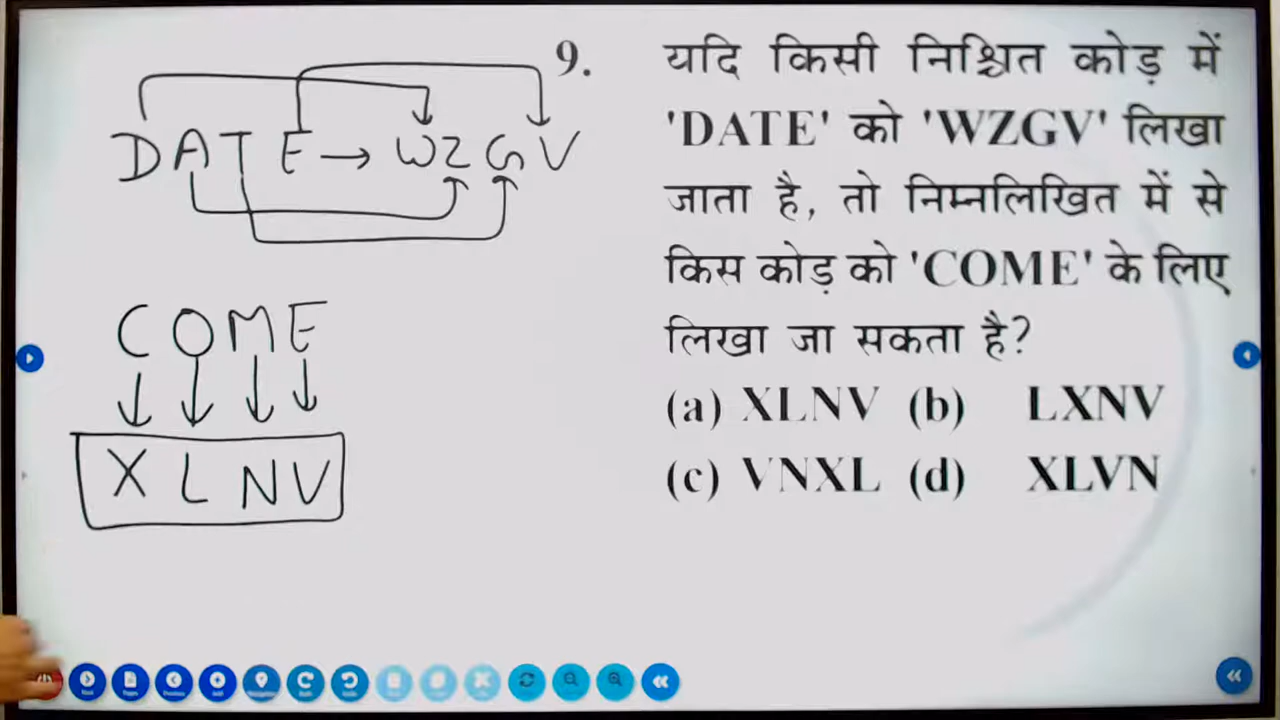 DATE → WZGV
COME
XLNV
9. यदि किसी निश्चित कोड़ में
'DATE' को 'WZGV' लिखा
जाता है, तो निम्नलिखित में से
किस कोड़ को 'COME' के लिए
लिखा जा सकता है?
(a) XLNV (b) LXNV
(c) VNXL (d) XLVN